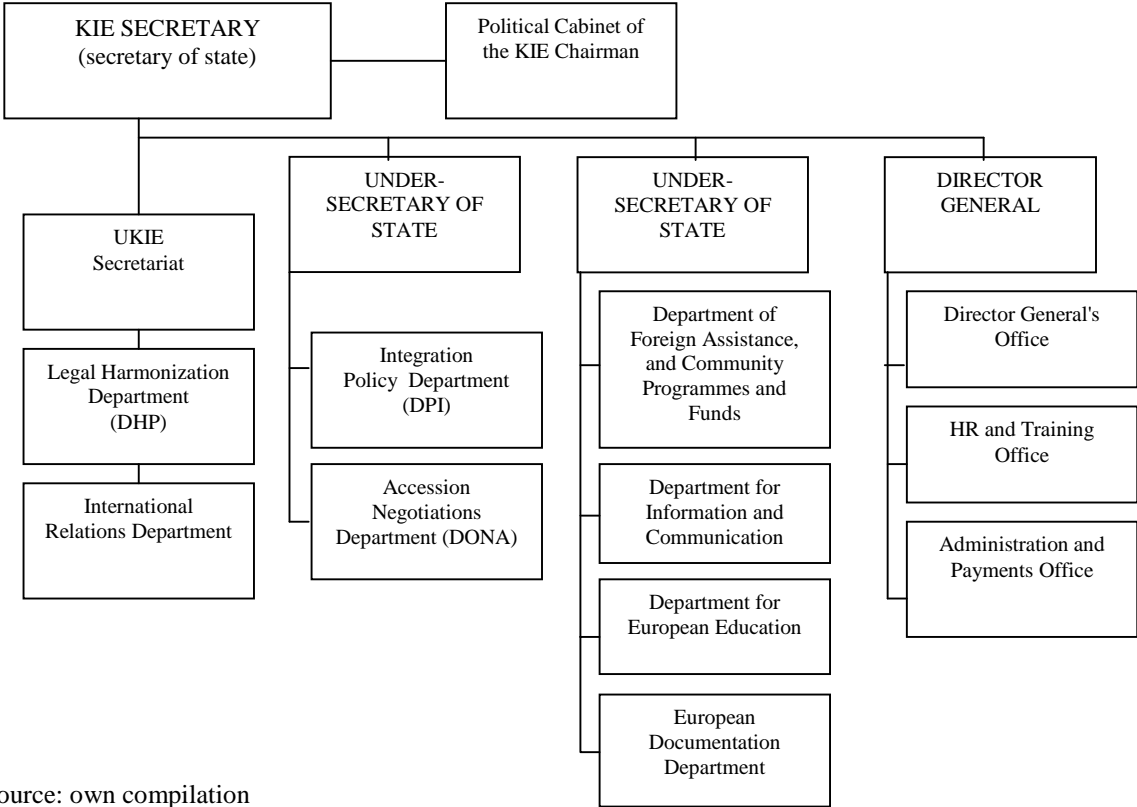 KIE SECRETARY
(secretary of state)
Political Cabinet of
the KIE Chairman
UKIE
Secretariat
Legal Harmonization
Department
(DHP)
International
Relations Department
UNDER-
SECRETARY OF
STATE
Integration
Policy Department
(DPI)
Accession
Negotiations
Department (DONA)
UNDER-
SECRETARY OF
STATE
Department of
Foreign Assistance,
and Community
Programmes and
Funds
Department for
Information and
Communication
Department for
European Education
European
Documentation
Department
DIRECTOR
GENERAL
Director General's
Office
HR and Training
Office
Administration and
Payments Office
ource: own compilation